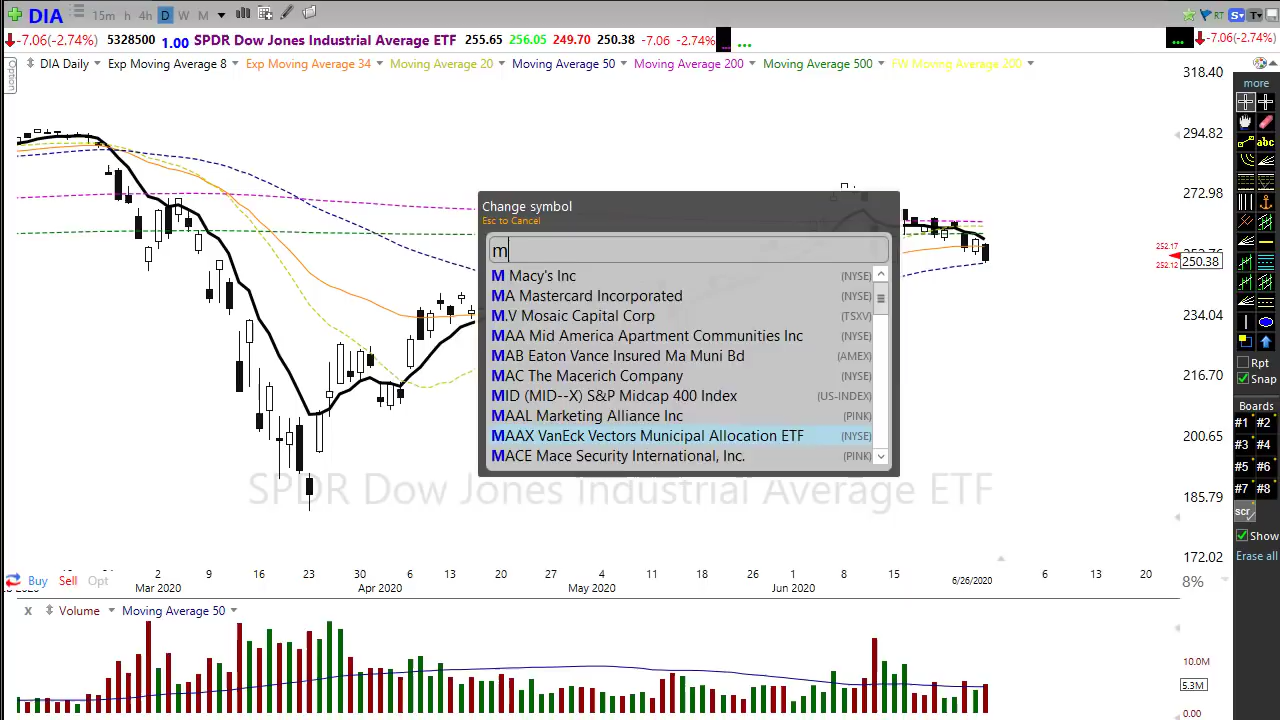 DIA 15m h 4h D W M RT S T
-7.06(-2.74%) 5328500 1.00 SPDR Dow Jones Industrial Average ETF 255.65 256.05 249.70 250.38 -7.06 -2.74% ... ... -7.06(-2.74%)
Option
DIA Daily Exp Moving Average 8 Exp Moving Average 34 Moving Average 20 Moving Average 50 Moving Average 200 Moving Average 500 FW Moving Average 200
318.40
more
294.82
abc
272.98
252.17
252.12
250.38
234.04
216.70
200.65
185.79
172.02
Change symbol
Esc to Cancel
m
M Macy's Inc (NYSE)
MA Mastercard Incorporated (NYSE)
M.V Mosaic Capital Corp (TSXV)
MAA Mid America Apartment Communities Inc (NYSE)
MAB Eaton Vance Insured Ma Muni Bd (AMEX)
MAC The Macerich Company (NYSE)
MID (MID--X) S&P Midcap 400 Index (US-INDEX)
MAAL Marketing Alliance Inc (PINK)
MAAX VanEck Vectors Municipal Allocation ETF (NYSE)
MACE Mace Security International, Inc. (PINK)
SPDR Dow Jones Industrial Average ETF
Rpt
Snap
Boards
#1 #2
#3 #4
#5 #6
#7 #8
scr
Show
Erase all
2 9 16 23 30 6 13 20 27 4 11 18 26 1 8 15 6/26/2020 6 13 20
Buy Sell Opt
Mar 2020 Apr 2020 May 2020 Jun 2020
8%
X Volume Moving Average 50
10.0M
5.3M
0.00